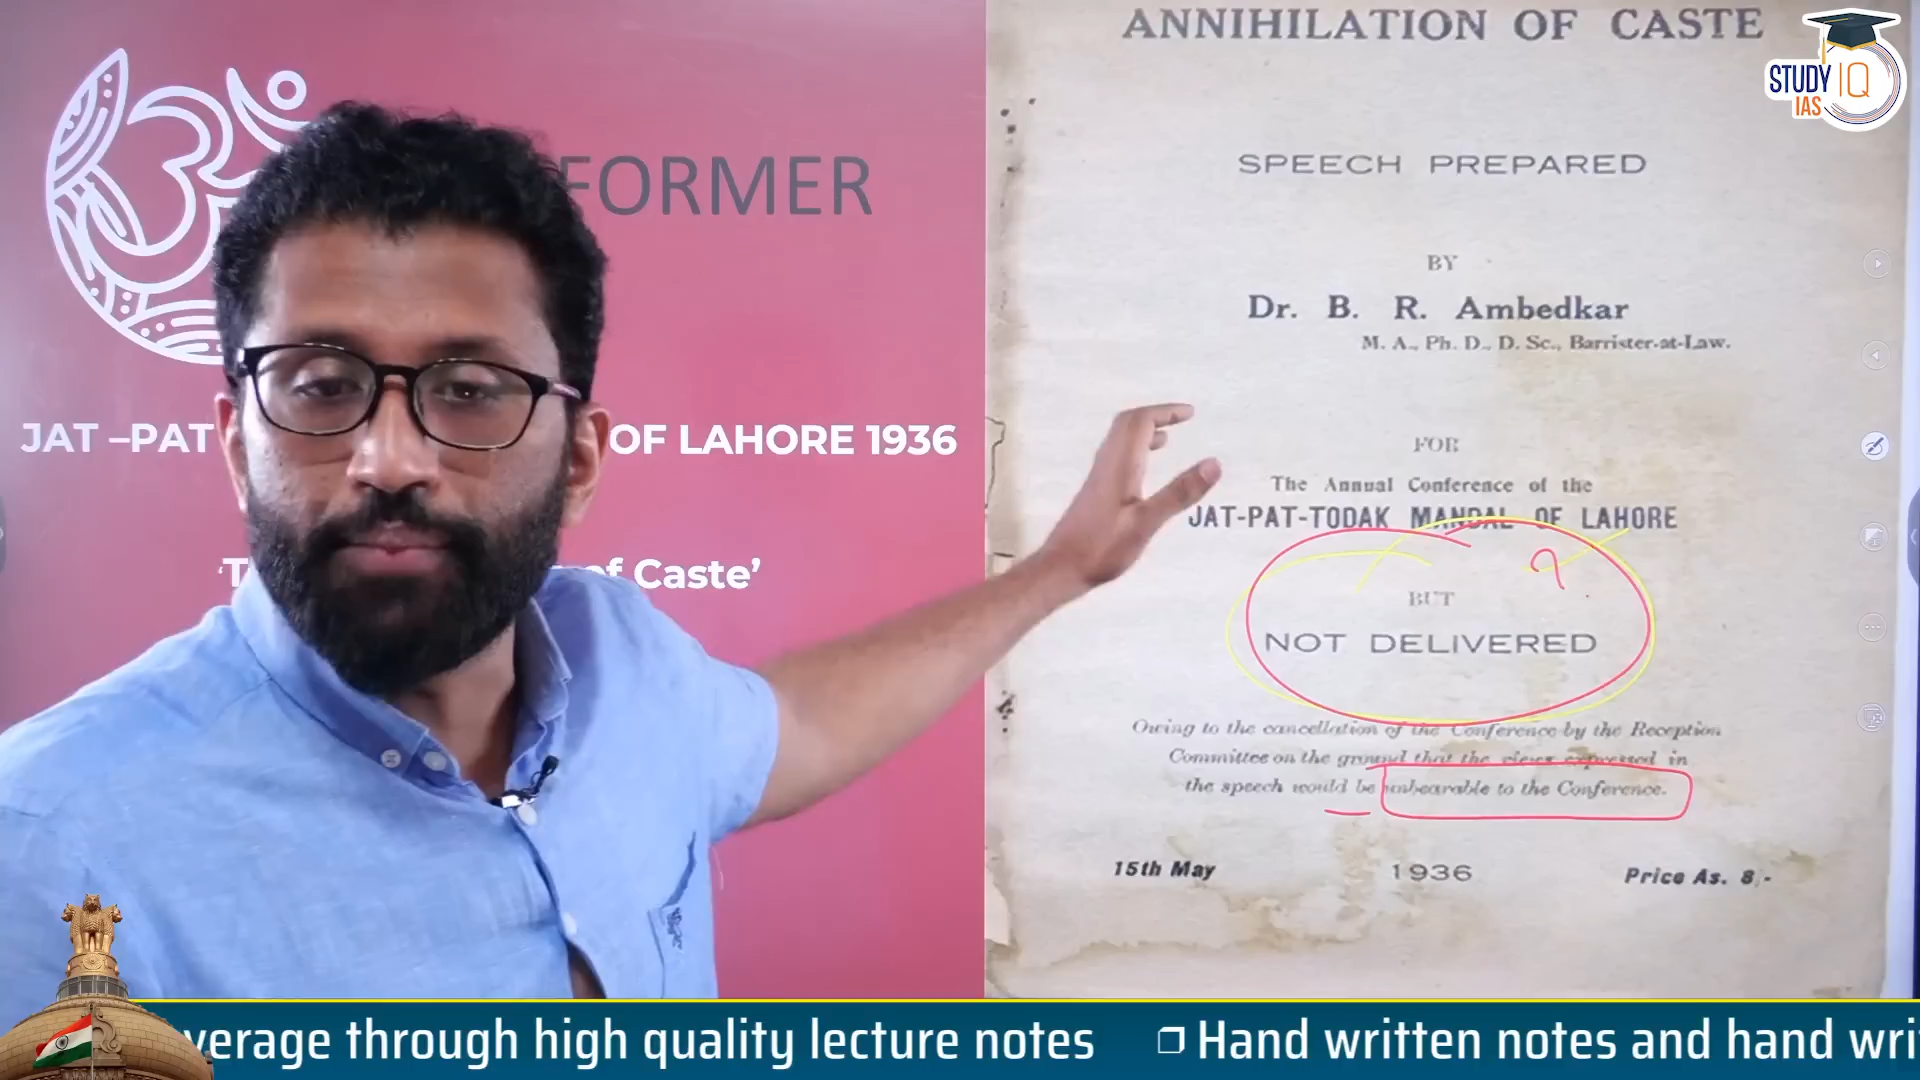 ANNIHILATION OF CASTE
STUDY IQ
IAS
SPEECH PREPARED
FORMER
BY
Dr. B. R. Ambedkar
M. A., Ph. D., D. Sc., Barrister-at-Law.
JAT –PAT OF LAHORE 1936
FOR
The Annual Conference of the
JAT-PAT-TODAK MANDAL OF LAHORE
of Caste’
BUT
NOT DELIVERED
Owing to the cancellation of the Conference by the Reception
Committee on the ground that the views expressed in
the speech would be unbearable to the Conference.
15th May 1936 Price As. 8/-
verage through high quality lecture notes ❐ Hand written notes and hand wri